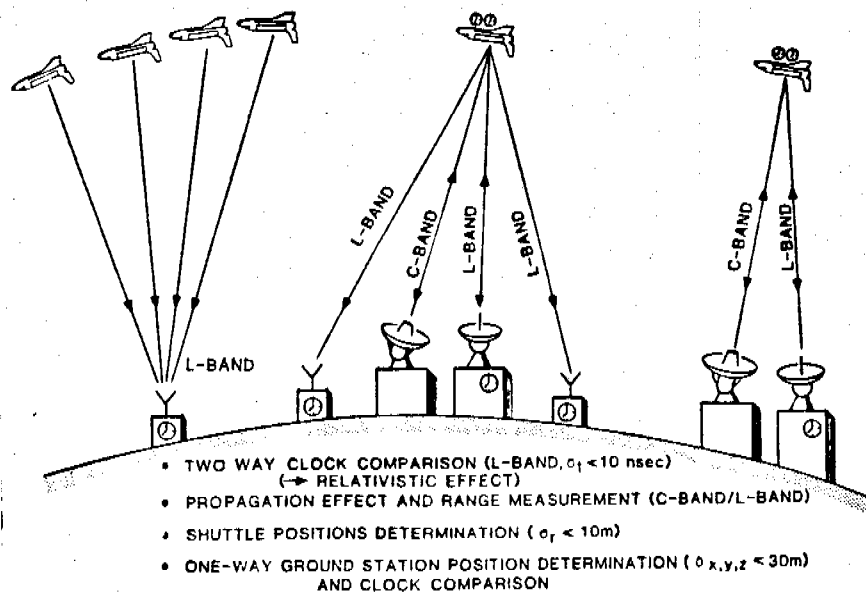 L-BAND
L-BAND
C-BAND
L-BAND
L-BAND
C-BAND
L-BAND
• TWO WAY CLOCK COMPARISON (L-BAND, σt < 10 nsec)
(→ RELATIVISTIC EFFECT)
• PROPAGATION EFFECT AND RANGE MEASUREMENT (C-BAND/L-BAND)
• SHUTTLE POSITIONS DETERMINATION (σr < 10m)
• ONE-WAY GROUND STATION POSITION DETERMINATION (σx,y,z ≤ 30m)
AND CLOCK COMPARISON